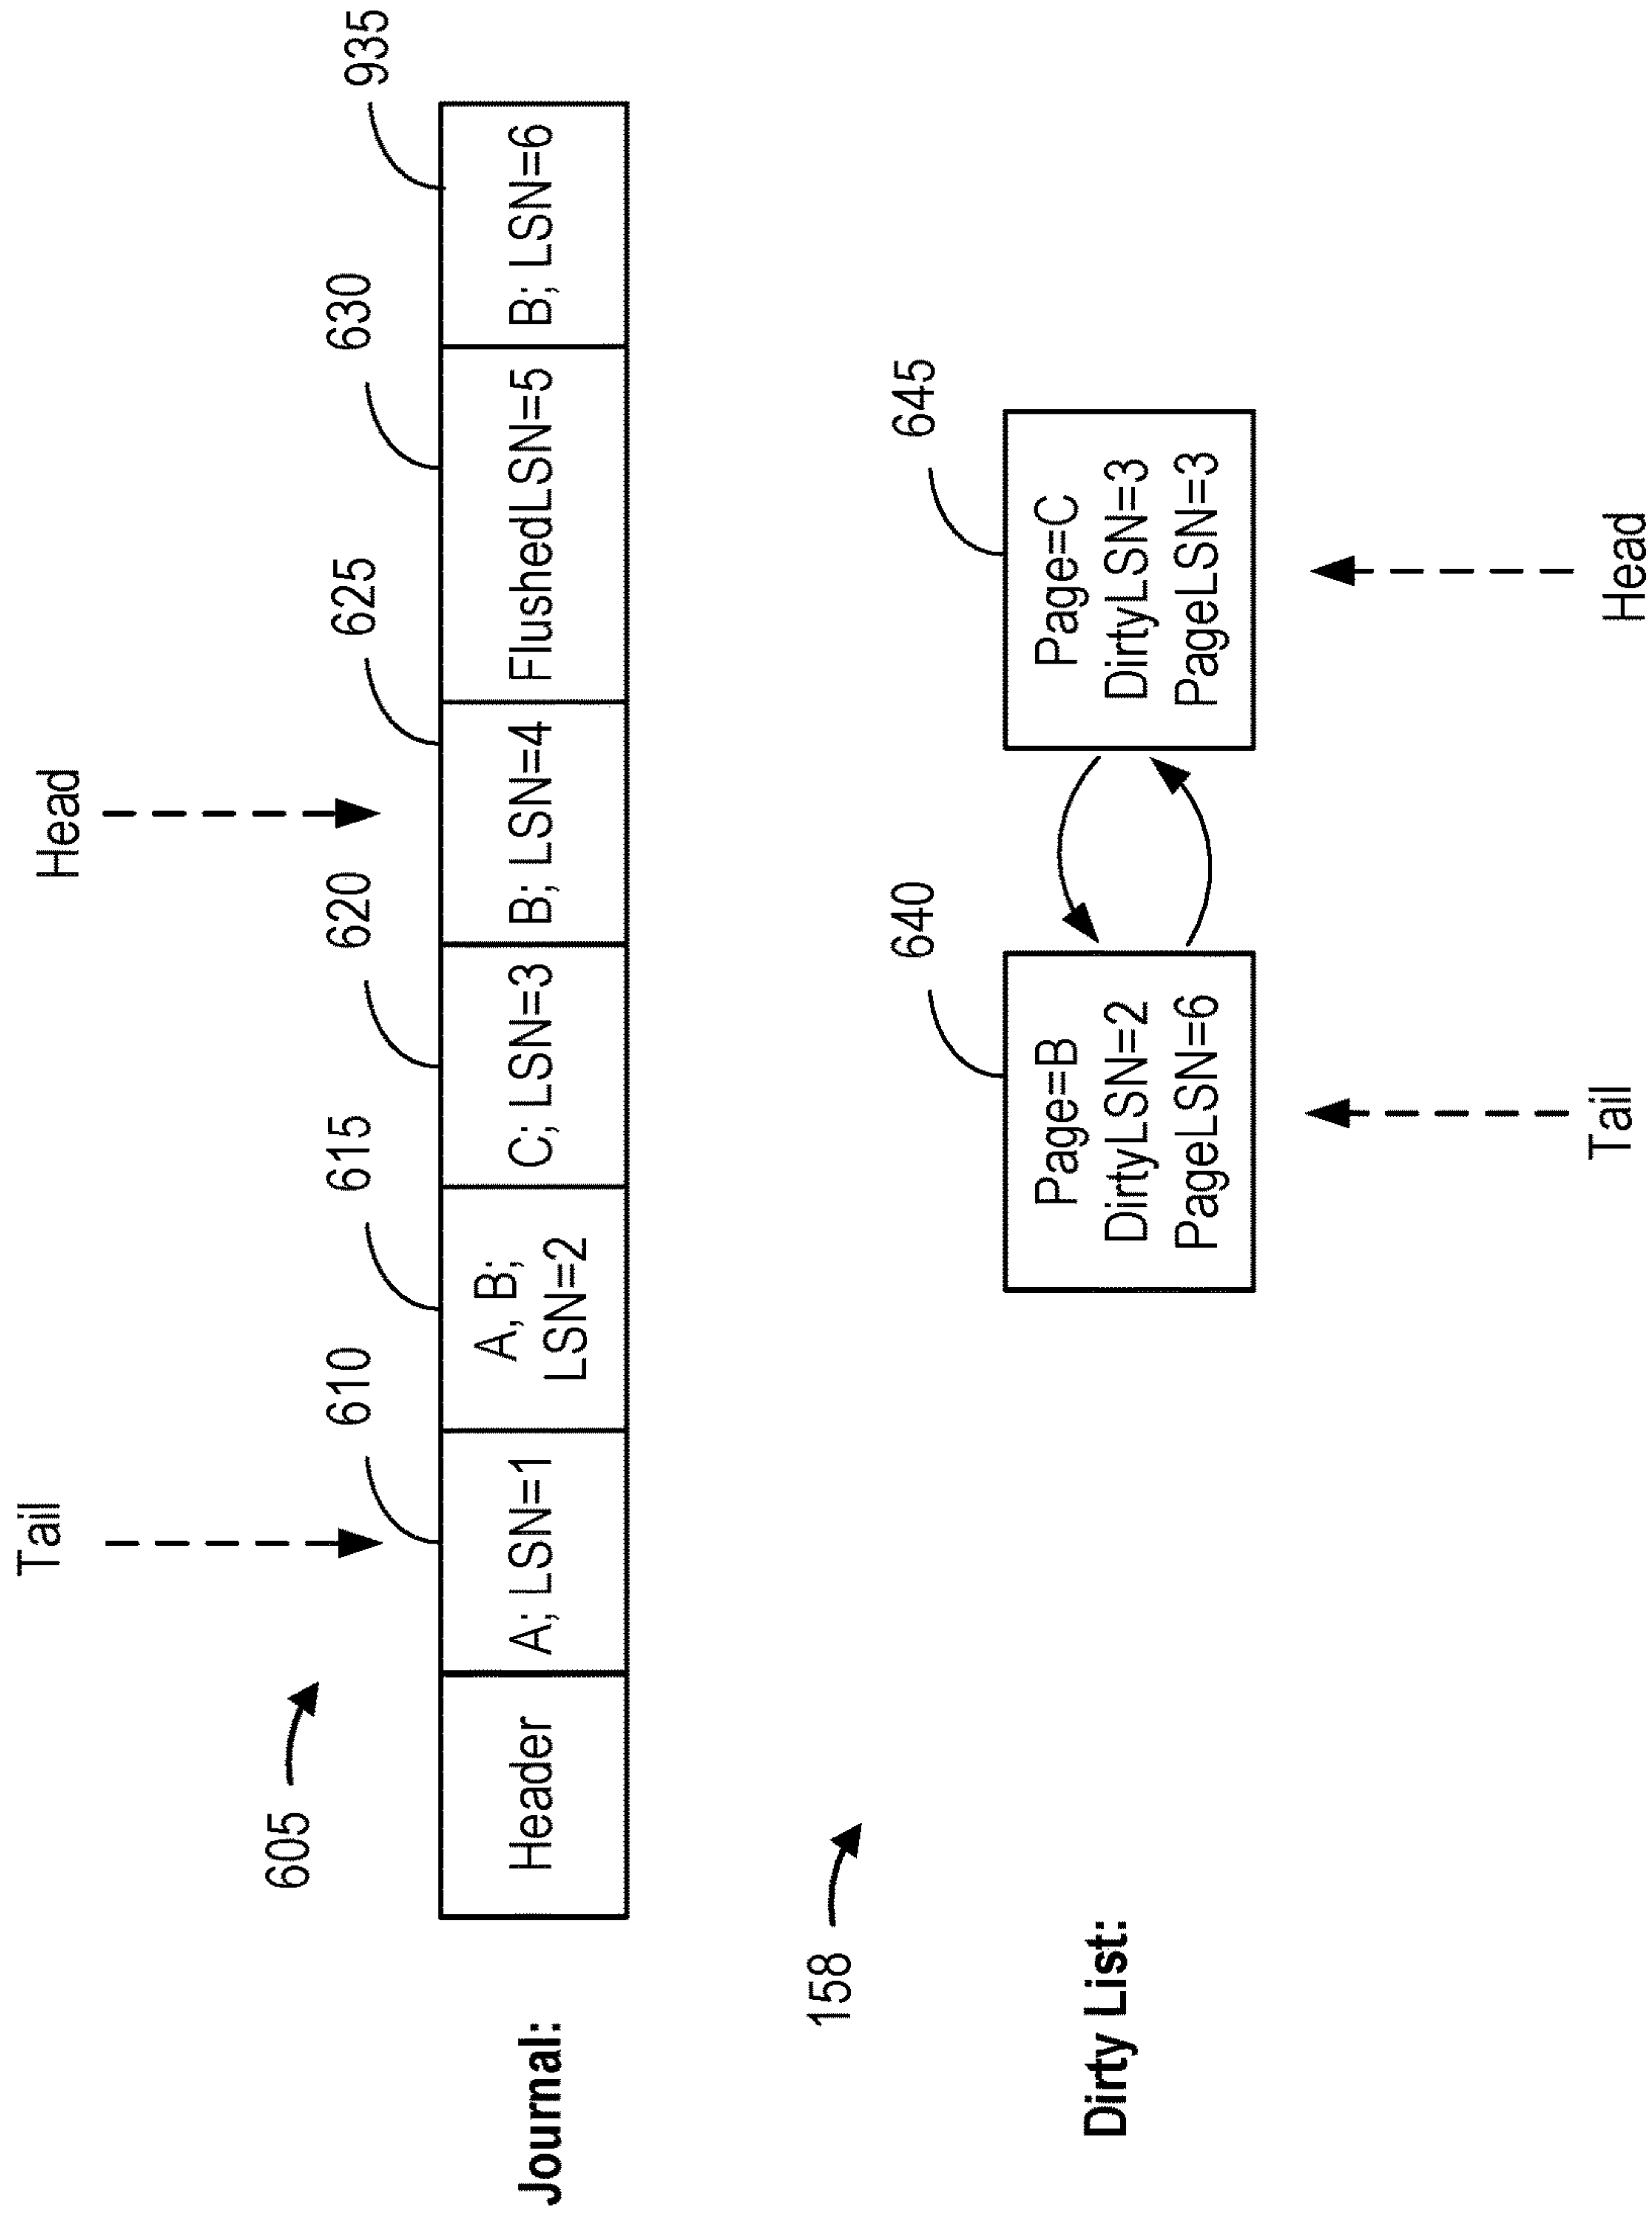 Tail
Head
605
610
615
620
625
630
935
Journal:
Header
A; LSN=1
A, B;
LSN=2
C; LSN=3
B; LSN=4
FlushedLSN=5
B; LSN=6
158
640
645
Dirty List:
Page=B
DirtyLSN=2
PageLSN=6
Page=C
DirtyLSN=3
PageLSN=3
Tail
Head